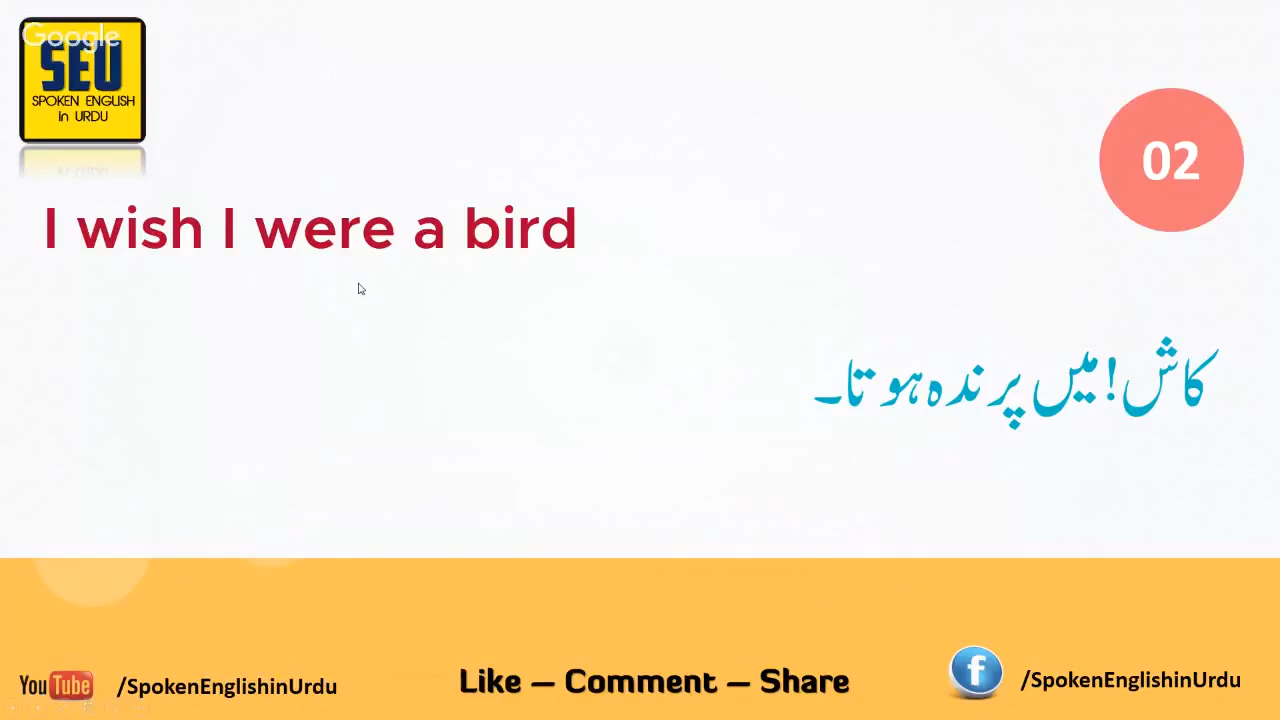 Google
SEU
SPOKEN ENGLISH
in URDU
02
I wish I were a bird
کاش! میں پرندہ ہوتا۔
YouTube /SpokenEnglishinUrdu
Like – Comment – Share
f /SpokenEnglishinUrdu